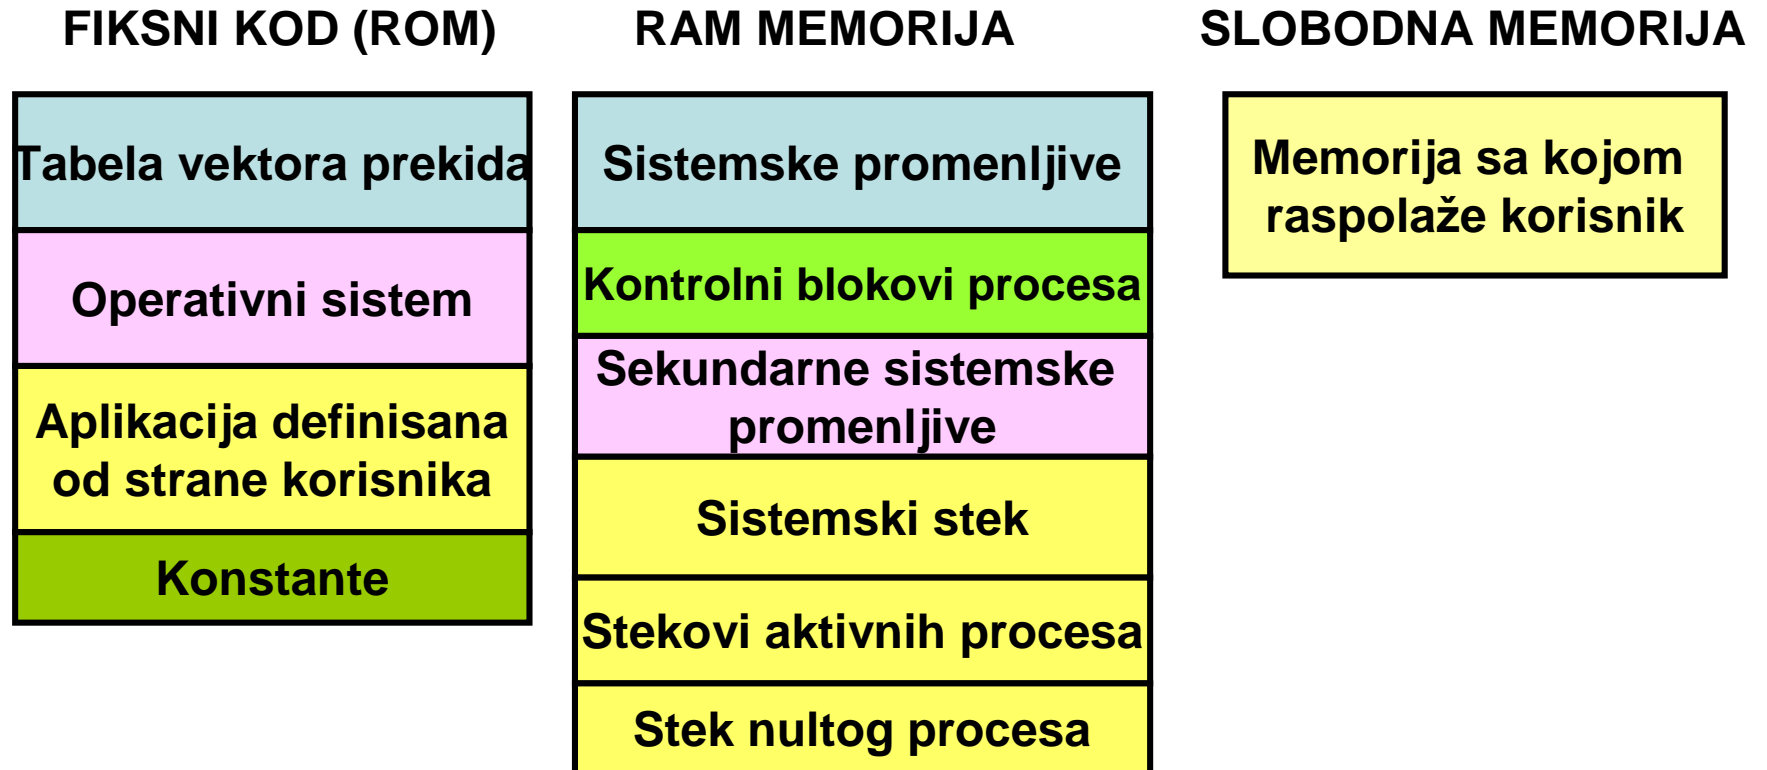 FIKSNI KOD (ROM)
Tabela vektora prekida
Operativni sistem
Aplikacija definisana
od strane korisnika
Konstante
RAM MEMORIJA
Sistemske promenljive
Kontrolni blokovi procesa
Sekundarne sistemske
promenljive
Sistemski stek
Stekovi aktivnih procesa
Stek nultog procesa
SLOBODNA MEMORIJA
Memorija sa kojom
raspolaže korisnik